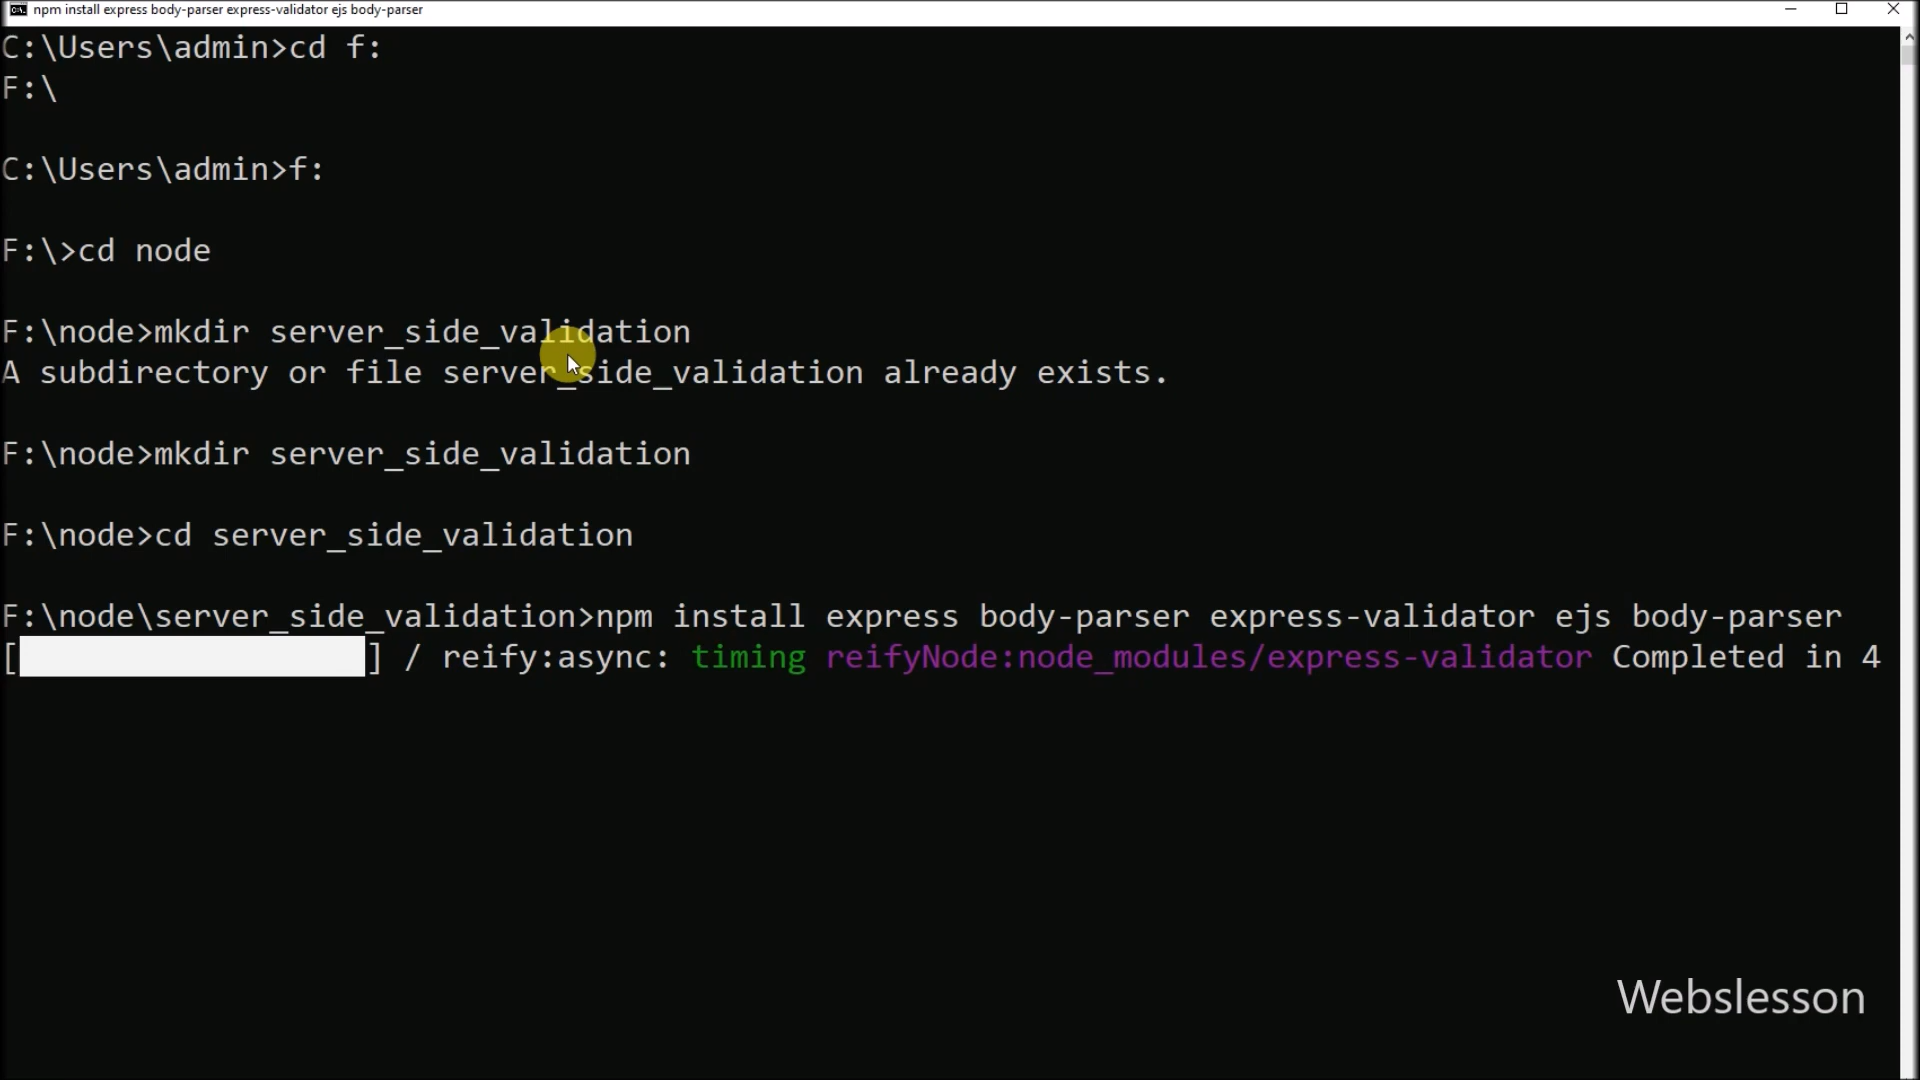 npm install express body-parser express-validator ejs body-parser
C:\Users\admin>cd f:
F:\
C:\Users\admin>f:
F:\>cd node
F:\node>mkdir server_side_validation
A subdirectory or file server_side_validation already exists.
F:\node>mkdir server_side_validation
F:\node>cd server_side_validation
F:\node\server_side_validation>npm install express body-parser express-validator ejs body-parser
[                  ] / reify:async: timing reifyNode:node_modules/express-validator Completed in 4
Webslesson